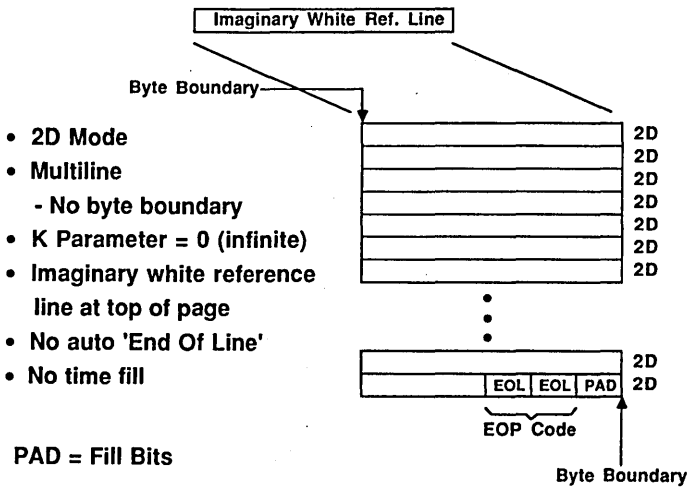 Imaginary White Ref. Line
Byte Boundary
• 2D Mode
• Multiline
- No byte boundary
• K Parameter = 0 (infinite)
• Imaginary white reference
line at top of page
• No auto 'End Of Line'
• No time fill
PAD = Fill Bits
2D
2D
2D
2D
2D
2D
2D
2D
EOL EOL PAD 2D
EOP Code
Byte Boundary